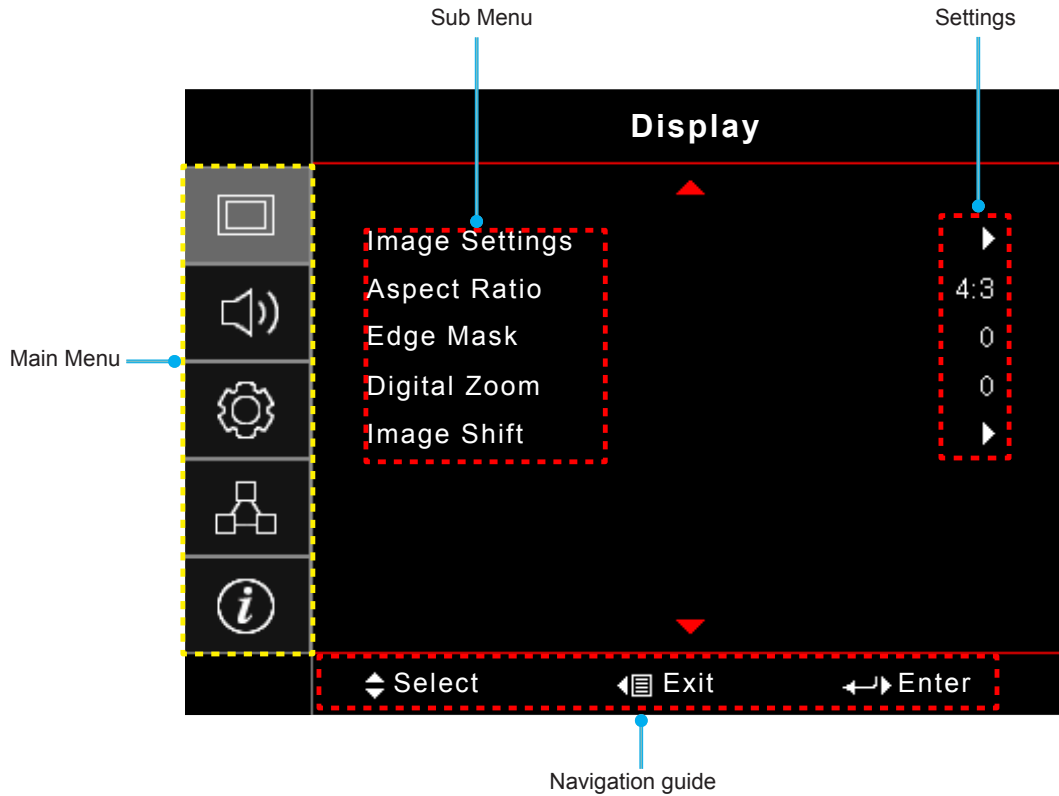 Sub Menu
Settings
Display
Image Settings
Aspect Ratio 4:3
Edge Mask 0
Main Menu
Digital Zoom 0
Image Shift
Select Exit Enter
Navigation guide